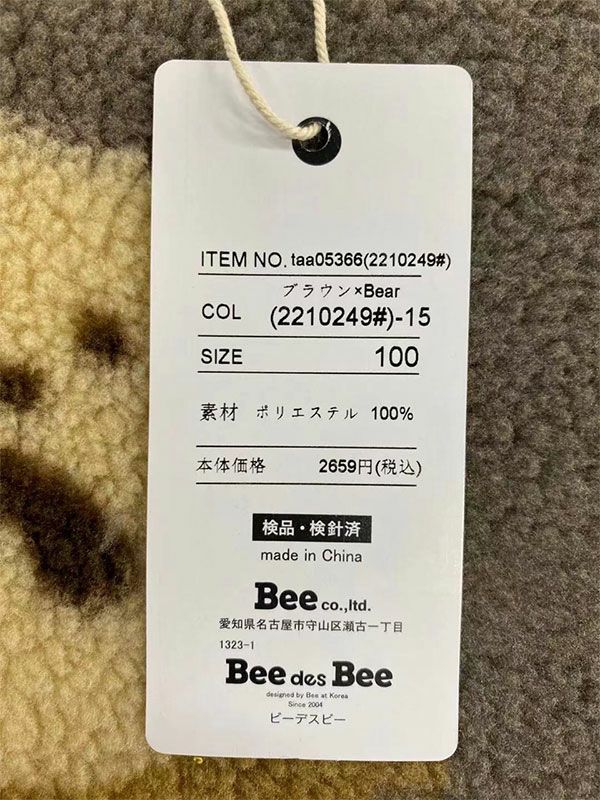 ITEM NO. taa05366(2210249#)
ブラウン×Bear
COL (2210249#)-15
SIZE 100
素材 ポリエステル 100%
本体価格 2659円(税込)
検品・検針済
made in China
Bee co.,ltd.
愛知県名古屋市守山区瀬古一丁目
1323-1
Bee des Bee
designed by Bee at Korea
Since 2004
ビーデスビー